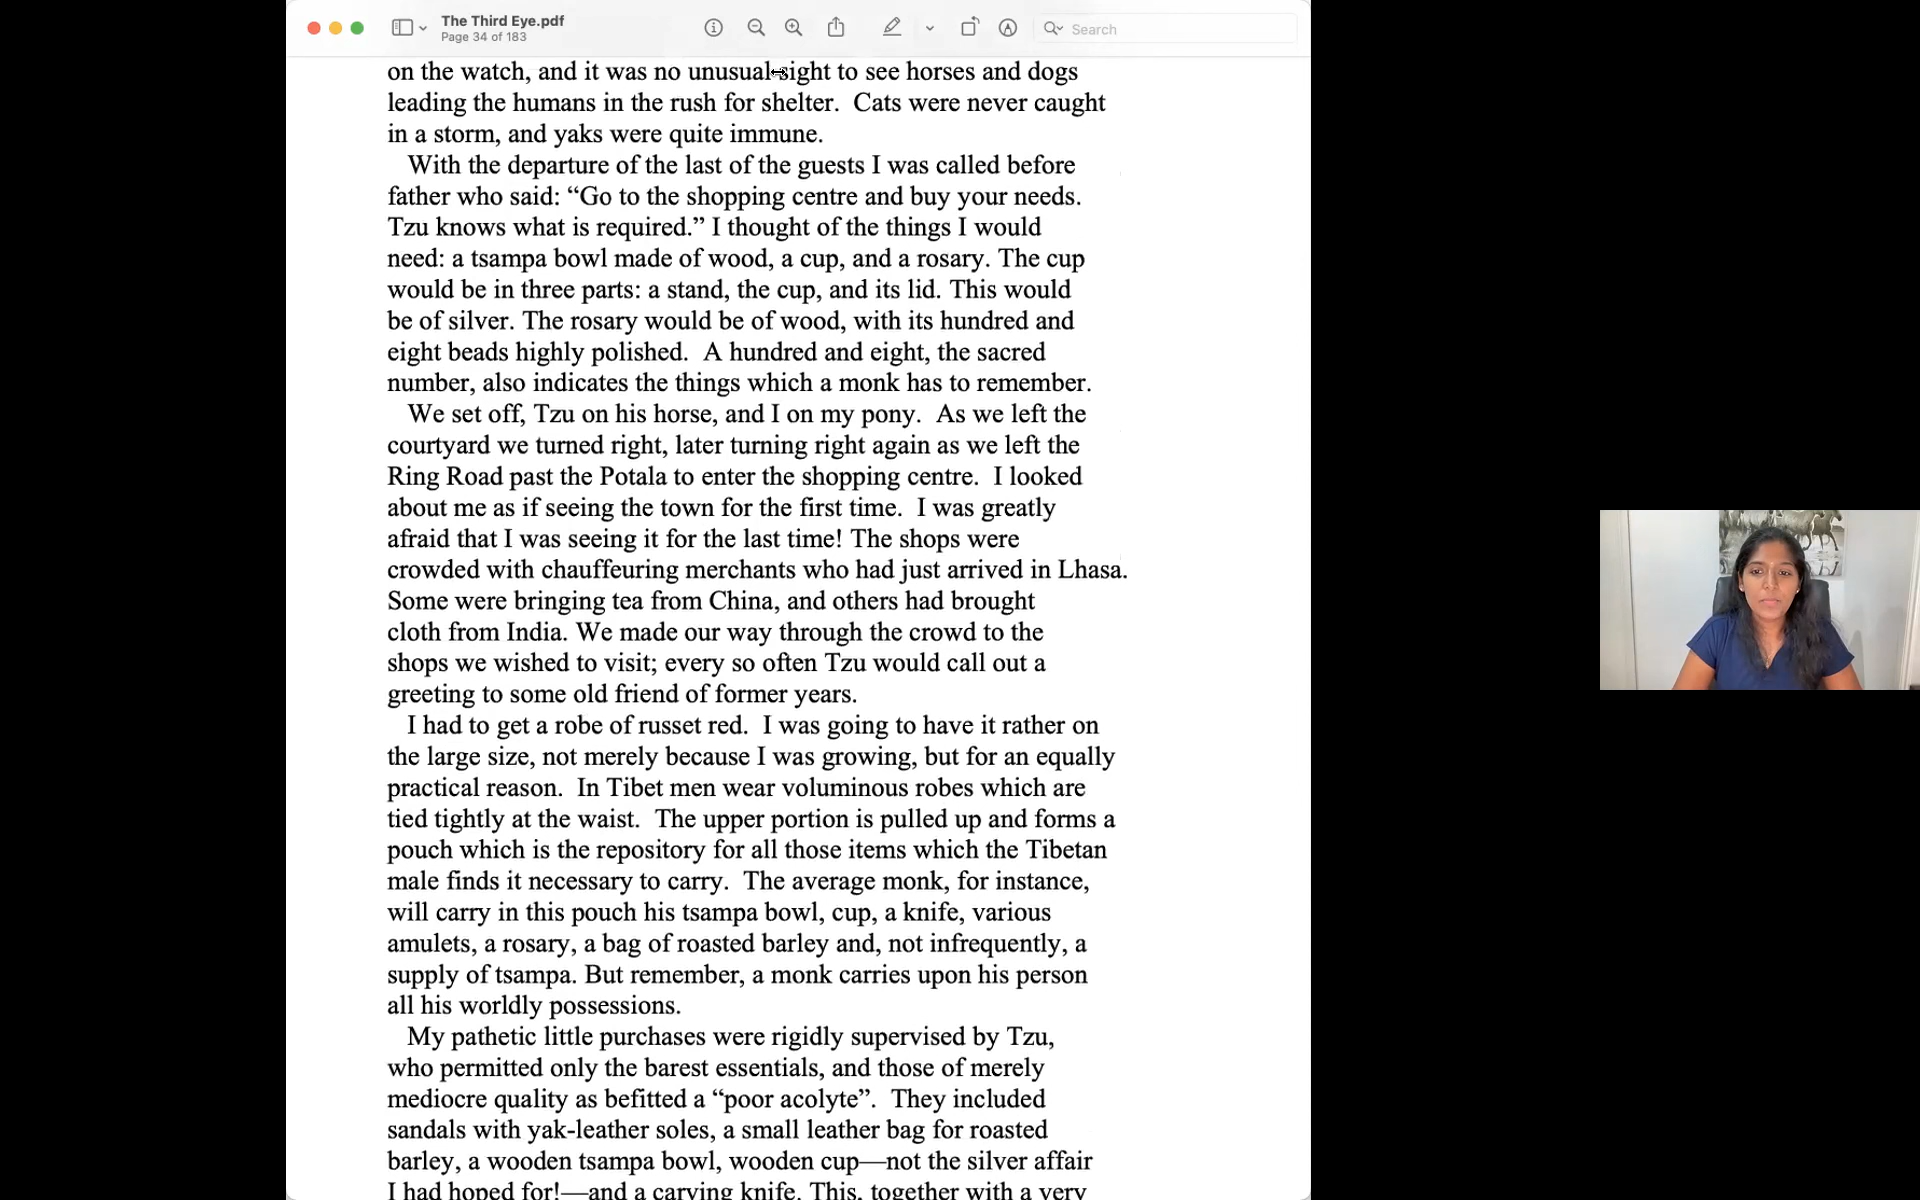 The Third Eye.pdf
Page 34 of 183
Search
on the watch, and it was no unusual sight to see horses and dogs
leading the humans in the rush for shelter.  Cats were never caught
in a storm, and yaks were quite immune.
With the departure of the last of the guests I was called before
father who said: “Go to the shopping centre and buy your needs.
Tzu knows what is required.” I thought of the things I would
need: a tsampa bowl made of wood, a cup, and a rosary. The cup
would be in three parts: a stand, the cup, and its lid. This would
be of silver. The rosary would be of wood, with its hundred and
eight beads highly polished.  A hundred and eight, the sacred
number, also indicates the things which a monk has to remember.
We set off, Tzu on his horse, and I on my pony.  As we left the
courtyard we turned right, later turning right again as we left the
Ring Road past the Potala to enter the shopping centre.  I looked
about me as if seeing the town for the first time.  I was greatly
afraid that I was seeing it for the last time! The shops were
crowded with chauffeuring merchants who had just arrived in Lhasa.
Some were bringing tea from China, and others had brought
cloth from India. We made our way through the crowd to the
shops we wished to visit; every so often Tzu would call out a
greeting to some old friend of former years.
I had to get a robe of russet red.  I was going to have it rather on
the large size, not merely because I was growing, but for an equally
practical reason.  In Tibet men wear voluminous robes which are
tied tightly at the waist.  The upper portion is pulled up and forms a
pouch which is the repository for all those items which the Tibetan
male finds it necessary to carry.  The average monk, for instance,
will carry in this pouch his tsampa bowl, cup, a knife, various
amulets, a rosary, a bag of roasted barley and, not infrequently, a
supply of tsampa. But remember, a monk carries upon his person
all his worldly possessions.
My pathetic little purchases were rigidly supervised by Tzu,
who permitted only the barest essentials, and those of merely
mediocre quality as befitted a “poor acolyte”.  They included
sandals with yak-leather soles, a small leather bag for roasted
barley, a wooden tsampa bowl, wooden cup—not the silver affair
I had hoped for!—and a carving knife. This, together with a very